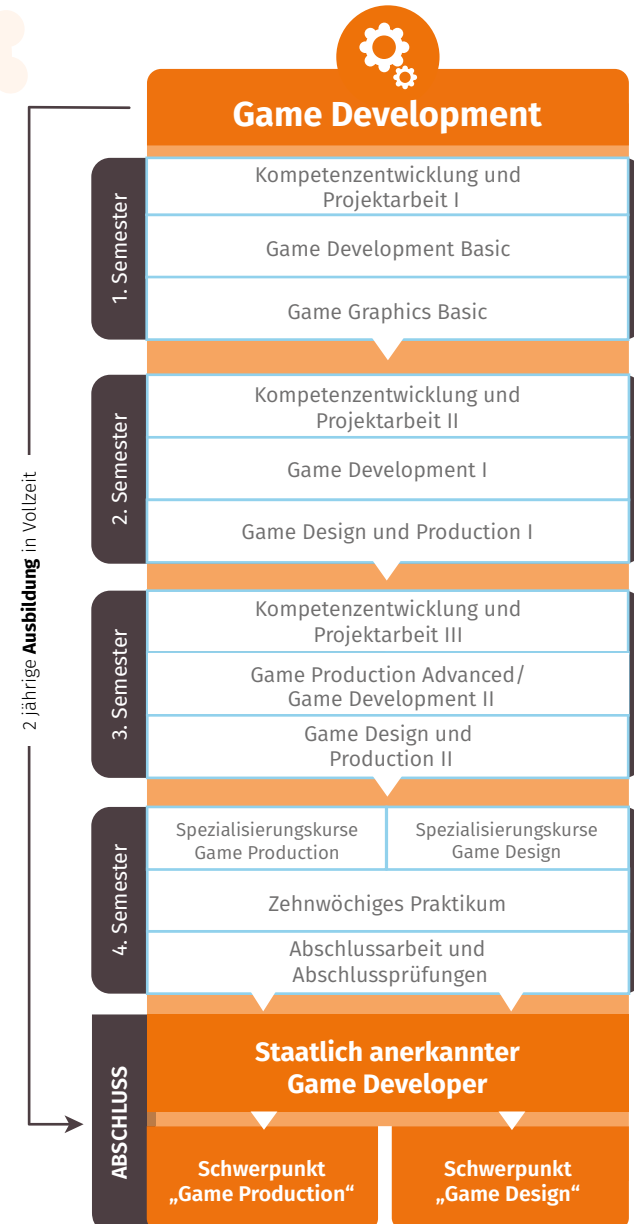 Game Development
1. Semester
Kompetenzentwicklung und
Projektarbeit I
Game Development Basic
Game Graphics Basic
2. Semester
Kompetenzentwicklung und
Projektarbeit II
Game Development I
Game Design und Production I
2 jährige Ausbildung in Vollzeit
3. Semester
Kompetenzentwicklung und
Projektarbeit III
Game Production Advanced/
Game Development II
Game Design und
Production II
4. Semester
Spezialisierungskurse
Game Production
Spezialisierungskurse
Game Design
Zehnwöchiges Praktikum
Abschlussarbeit und
Abschlussprüfungen
ABSCHLUSS
Staatlich anerkannter
Game Developer
Schwerpunkt
„Game Production“
Schwerpunkt
„Game Design“